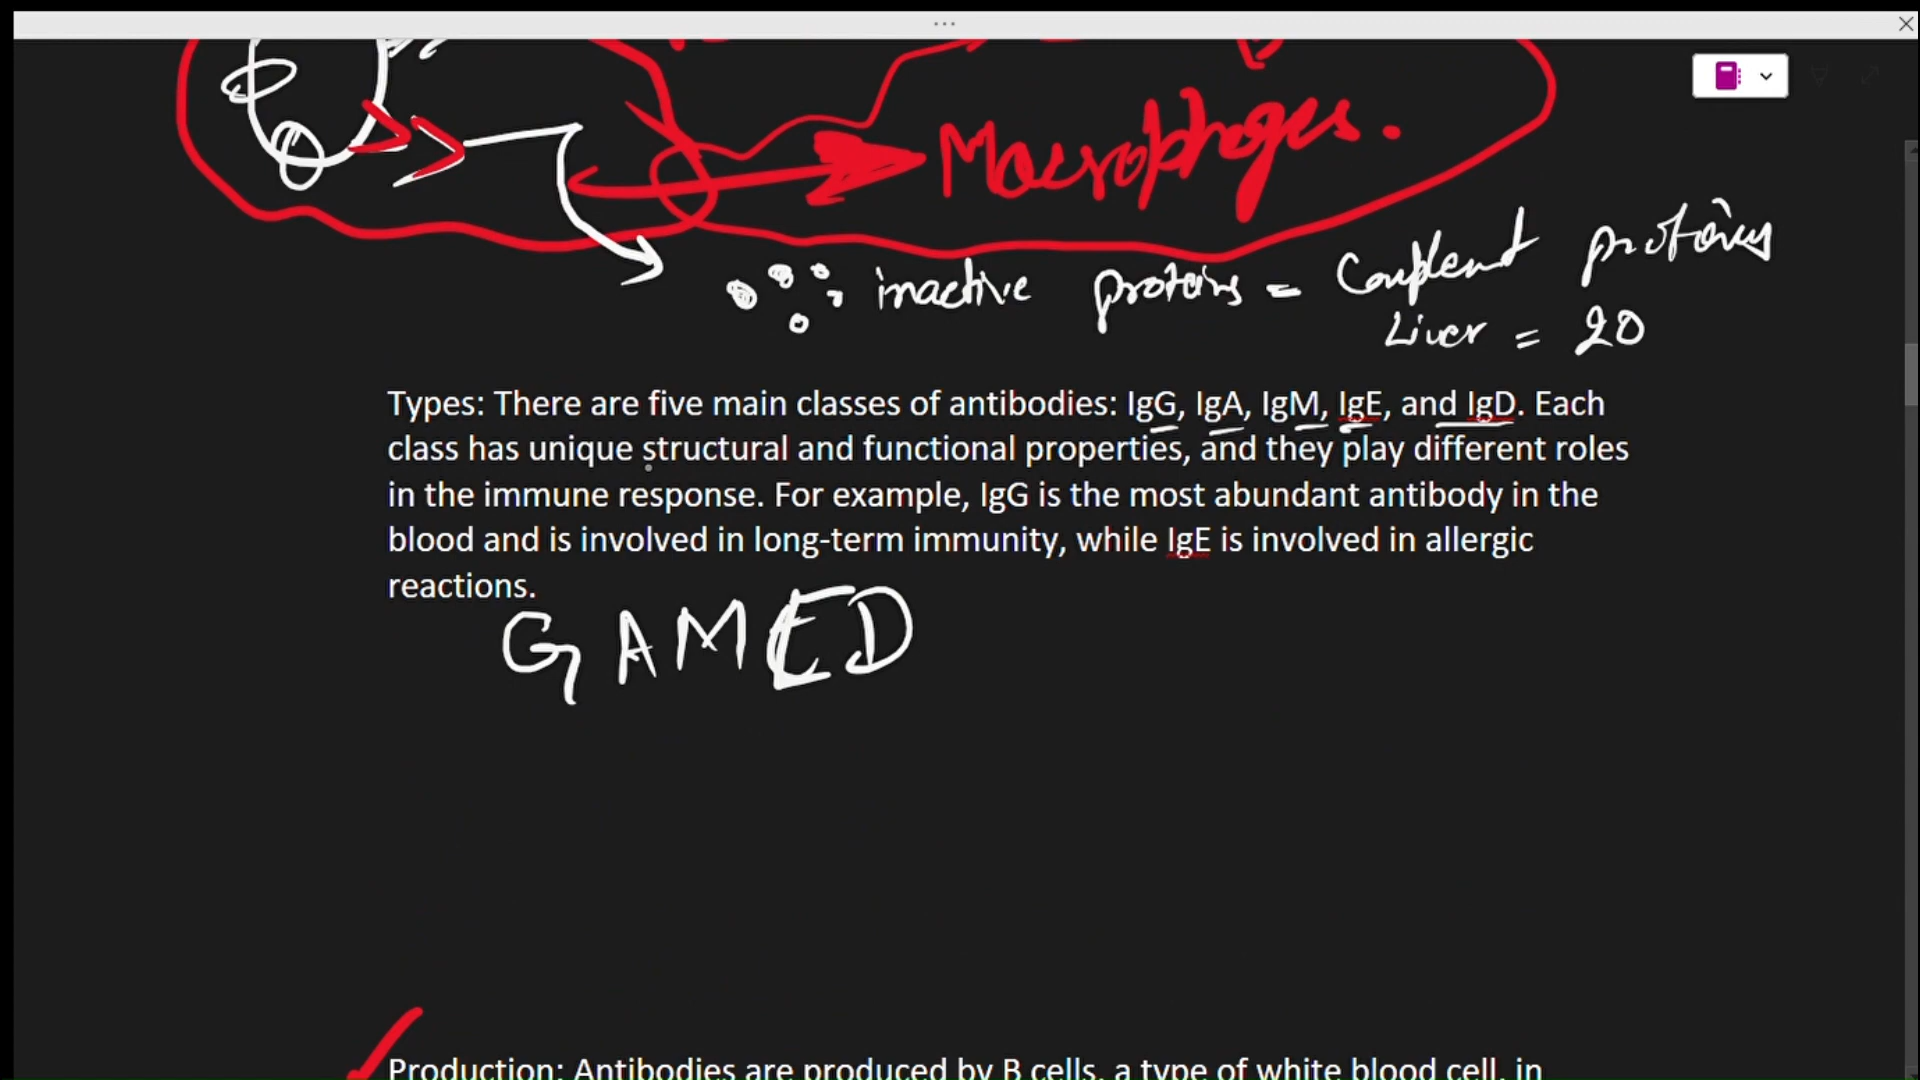 Macrophages.
inactive proteins = Complement proteins
Liver = 20
Types: There are five main classes of antibodies: IgG, IgA, IgM, IgE, and IgD. Each
class has unique structural and functional properties, and they play different roles
in the immune response. For example, IgG is the most abundant antibody in the
blood and is involved in long-term immunity, while IgE is involved in allergic
reactions.
GAMED
Production: Antibodies are produced by B cells, a type of white blood cell, in